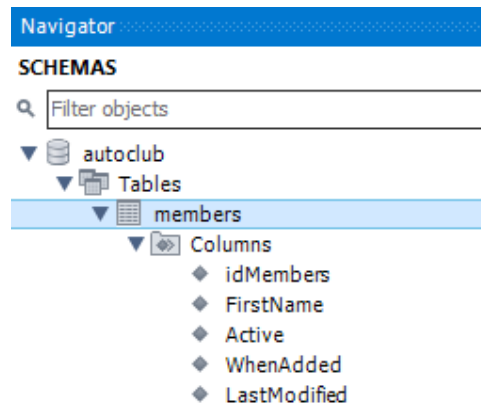 Navigator
SCHEMAS
Filter objects
autoclub
Tables
members
Columns
idMembers
FirstName
Active
WhenAdded
LastModified